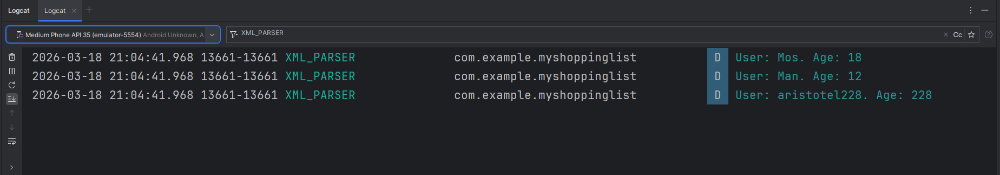 Logcat Logcat
Medium Phone API 35 (emulator-5554) Android Unknown, A XML_PARSER Cc
2026-03-18 21:04:41.968 13661-13661 XML_PARSER com.example.myshoppinglist D User: Mos. Age: 18
2026-03-18 21:04:41.968 13661-13661 XML_PARSER com.example.myshoppinglist D User: Man. Age: 12
2026-03-18 21:04:41.968 13661-13661 XML_PARSER com.example.myshoppinglist D User: aristotel228. Age: 228